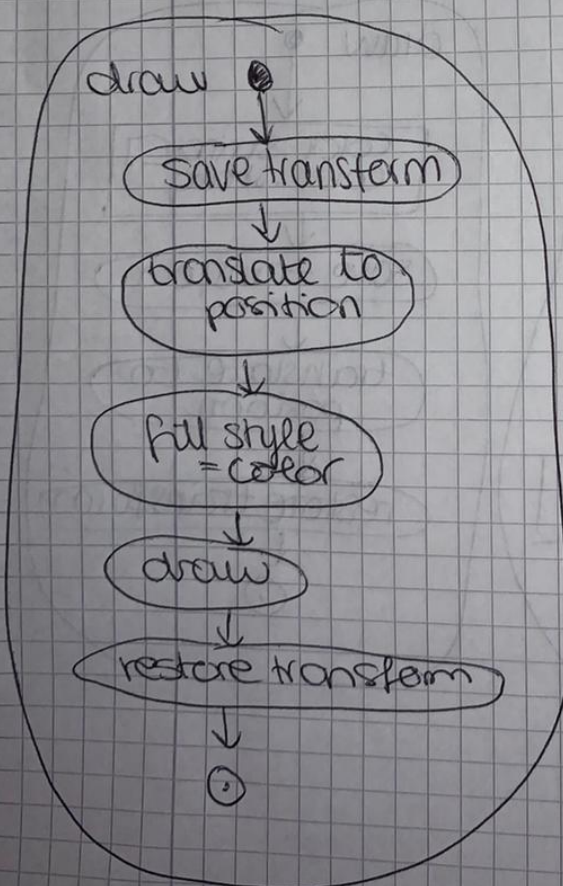 draw
save transform
translate to
position
fill style
= color
draw
restore transform